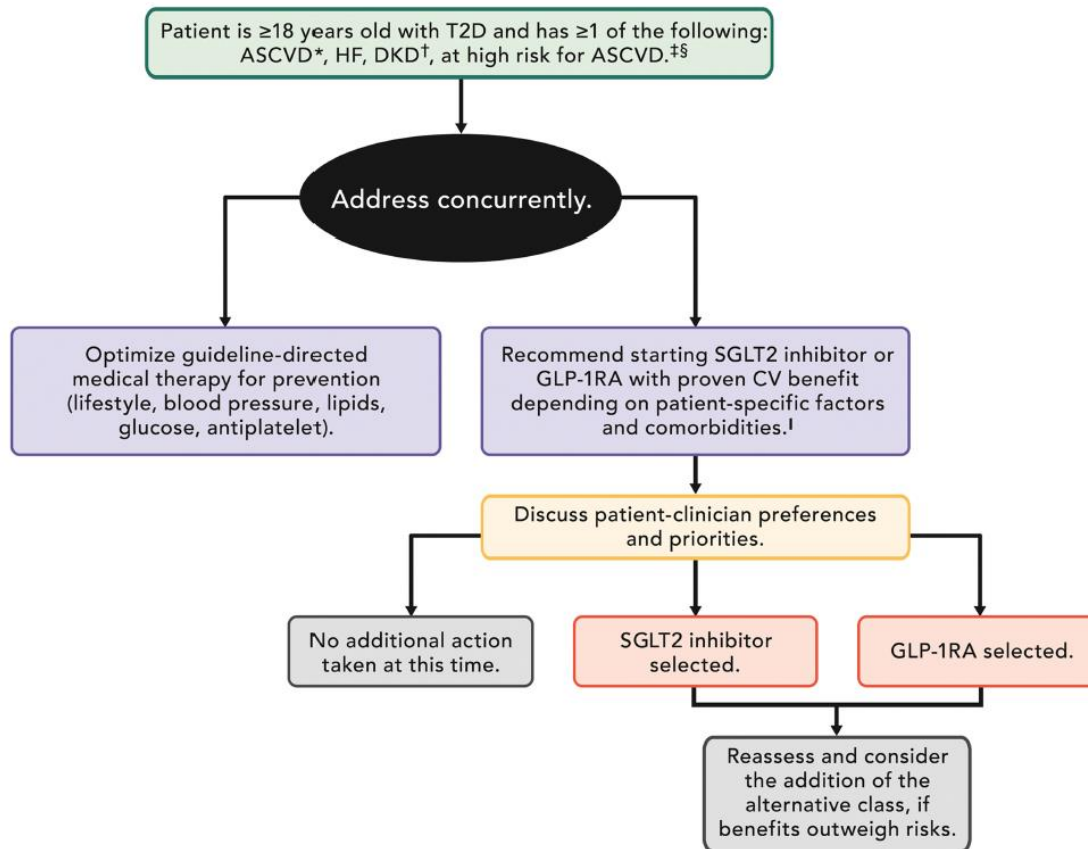 Patient is ≥18 years old with T2D and has ≥1 of the following:
ASCVD*, HF, DKD†, at high risk for ASCVD.‡§
Address concurrently.
Optimize guideline-directed
medical therapy for prevention
(lifestyle, blood pressure, lipids,
glucose, antiplatelet).
Recommend starting SGLT2 inhibitor or
GLP-1RA with proven CV benefit
depending on patient-specific factors
and comorbidities.ǀ
Discuss patient-clinician preferences
and priorities.
No additional action
taken at this time.
SGLT2 inhibitor
selected.
GLP-1RA selected.
Reassess and consider
the addition of the
alternative class, if
benefits outweigh risks.